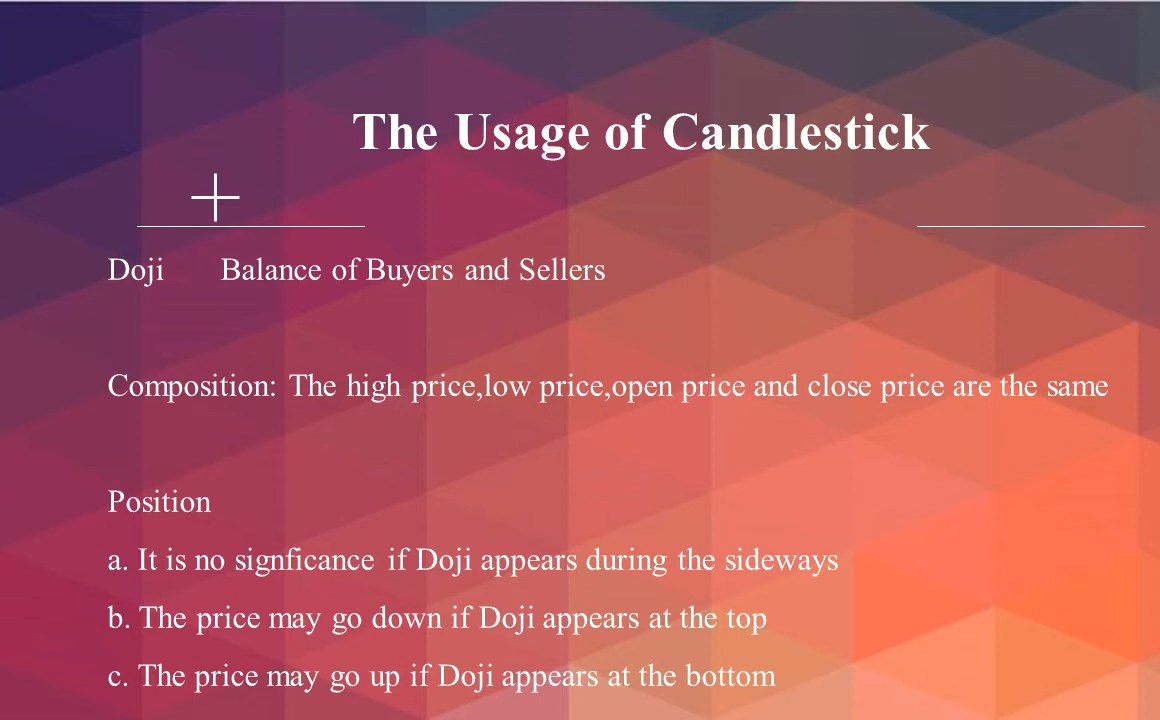 The Usage of Candlestick
Doji Balance of Buyers and Sellers
Composition: The high price,low price,open price and close price are the same
Position
a. It is no signficance if Doji appears during the sideways
b. The price may go down if Doji appears at the top
c. The price may go up if Doji appears at the bottom